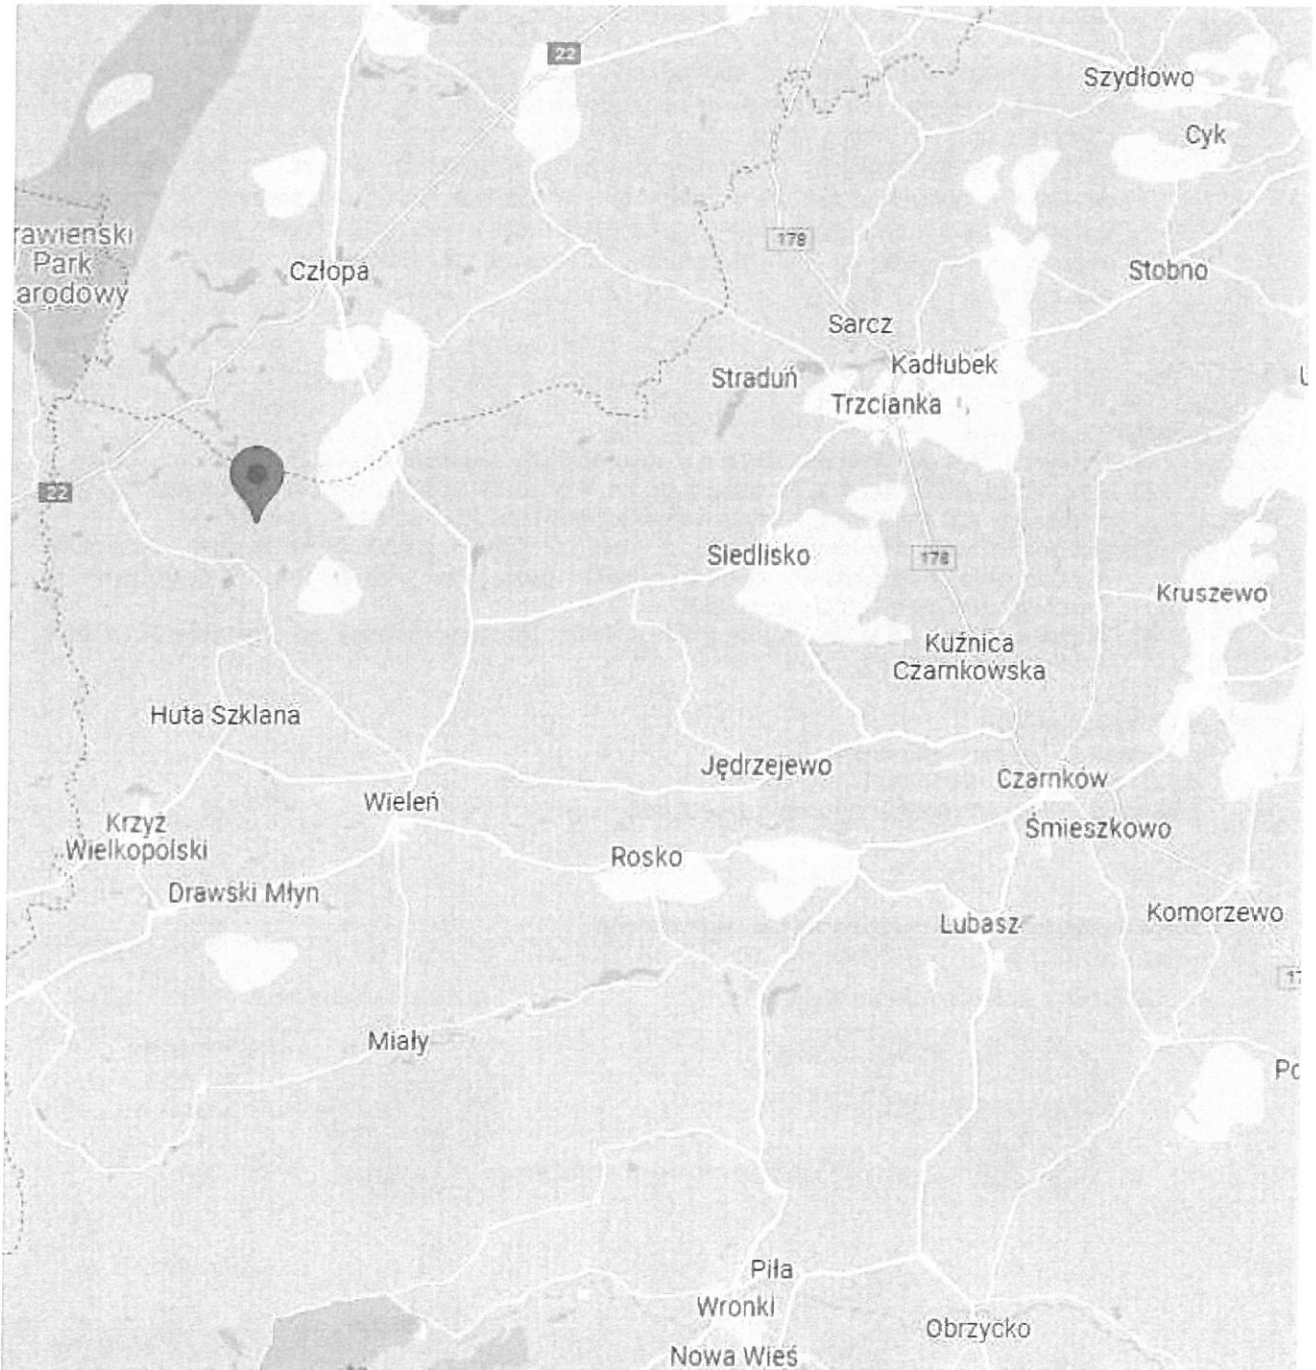 22
Szydłowo
Cyk
rawieński
Park
arodowy
178
Człopa
Stobno
Sarcz
Kadłubek
Straduń
Trzcianka
22
Siedlisko
178
Kruszewo
Kuźnica
Czarnkowska
Huta Szklana
Jędrzejewo
Czarnków
Wieleń
Śmieszkowo
Krzyż
Wielkopolski
Rosko
Drawski Młyn
Komorzewo
Lubasz
17
Miały
Po
Piła
Wronki
Obrzycko
Nowa Wieś